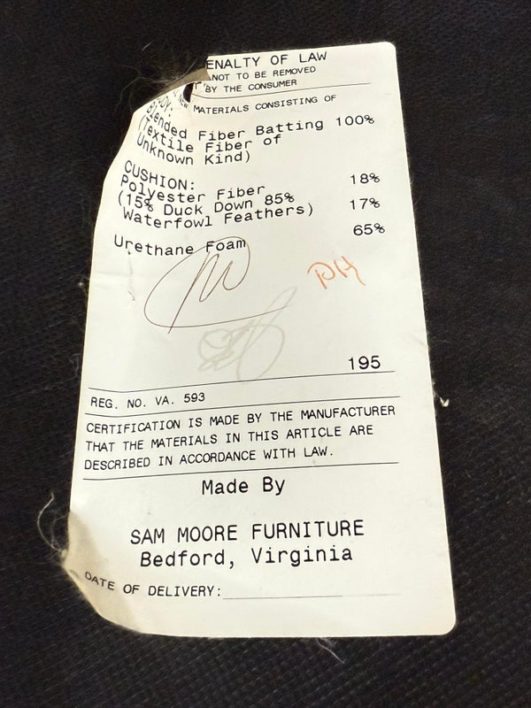 ENALTY OF LAW
NOT TO BE REMOVED
BY THE CONSUMER
MATERIALS CONSISTING OF
Blended Fiber Batting 100%
(Textile Fiber of
Unknown Kind)
CUSHION:
Polyester Fiber 18%
(15% Duck Down 85% 17%
Waterfowl Feathers)
Urethane Foam 65%
DH
195
REG. NO. VA. 593
CERTIFICATION IS MADE BY THE MANUFACTURER
THAT THE MATERIALS IN THIS ARTICLE ARE
DESCRIBED IN ACCORDANCE WITH LAW.
Made By
SAM MOORE FURNITURE
Bedford, Virginia
DATE OF DELIVERY: